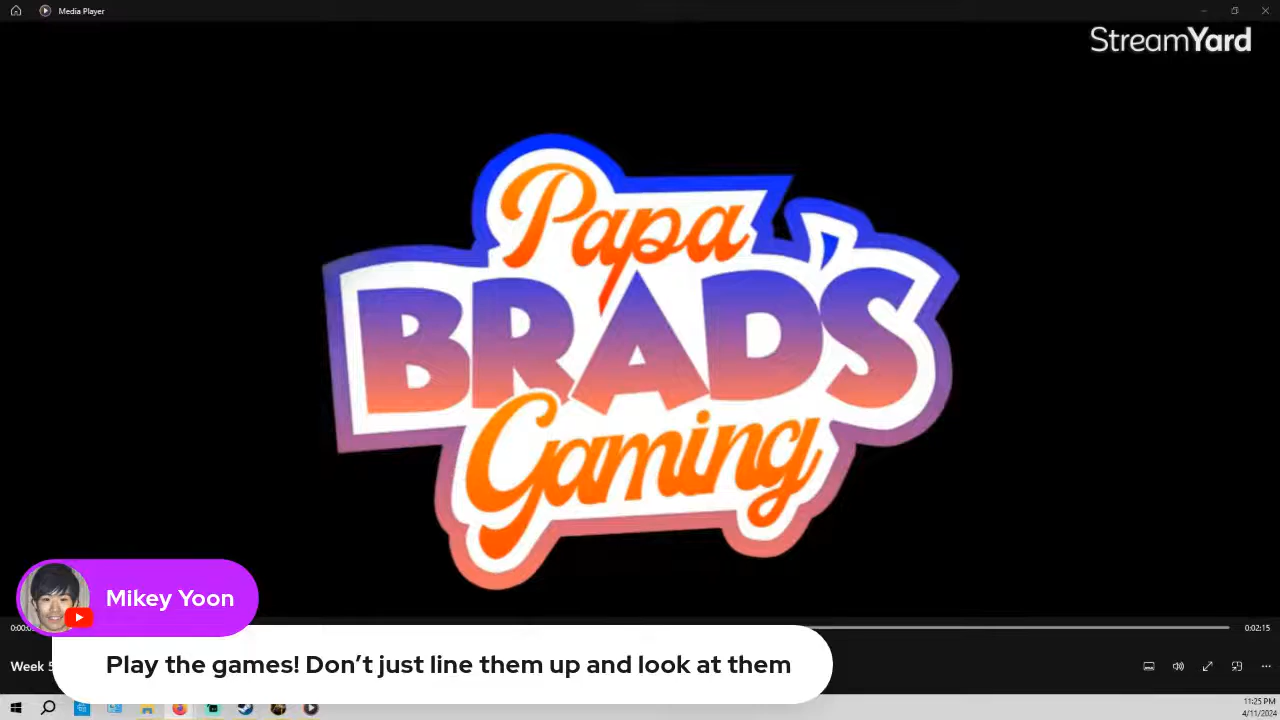 Media Player
StreamYard
Papa
BRAD'S
Gaming
Mikey Yoon
0:02:15
Play the games! Don’t just line them up and look at them
Week 5
11:25 PM
4/11/2024